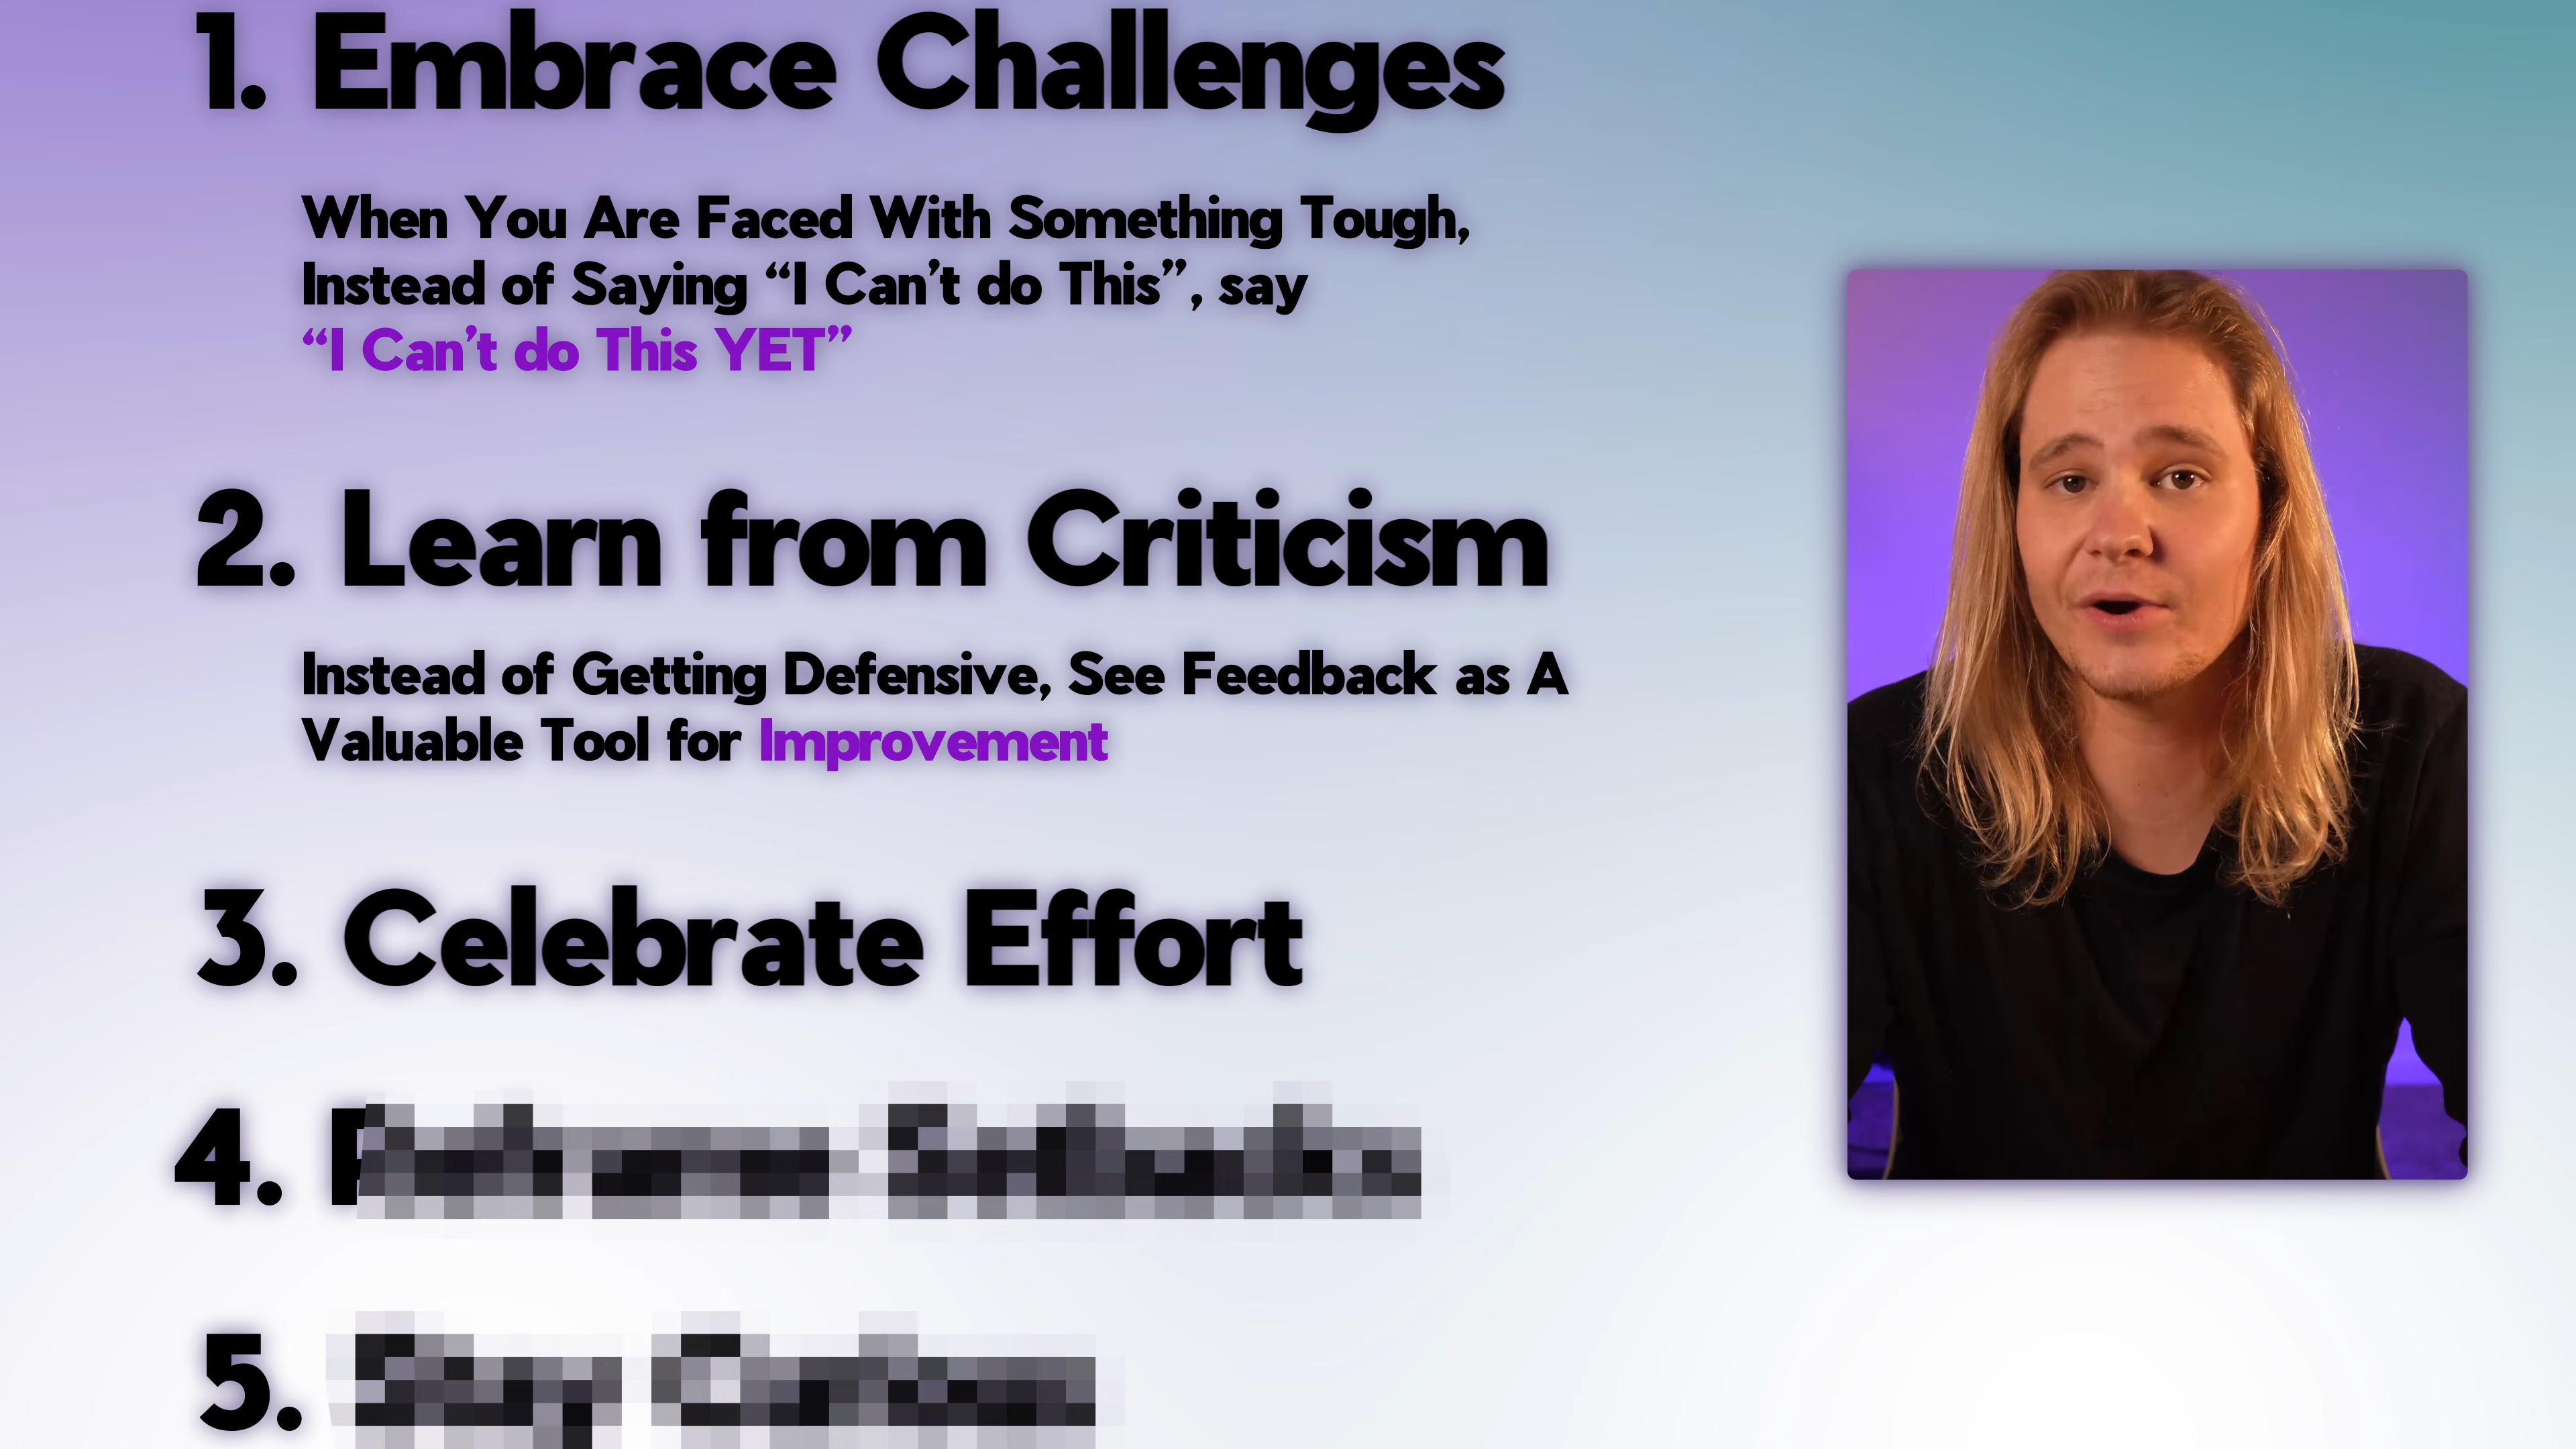 1. Embrace Challenges
When You Are Faced With Something Tough,
Instead of Saying “I Can’t do This”, say
“I Can’t do This YET”
2. Learn from Criticism
Instead of Getting Defensive, See Feedback as A
Valuable Tool for Improvement
3. Celebrate Effort
4.
5.